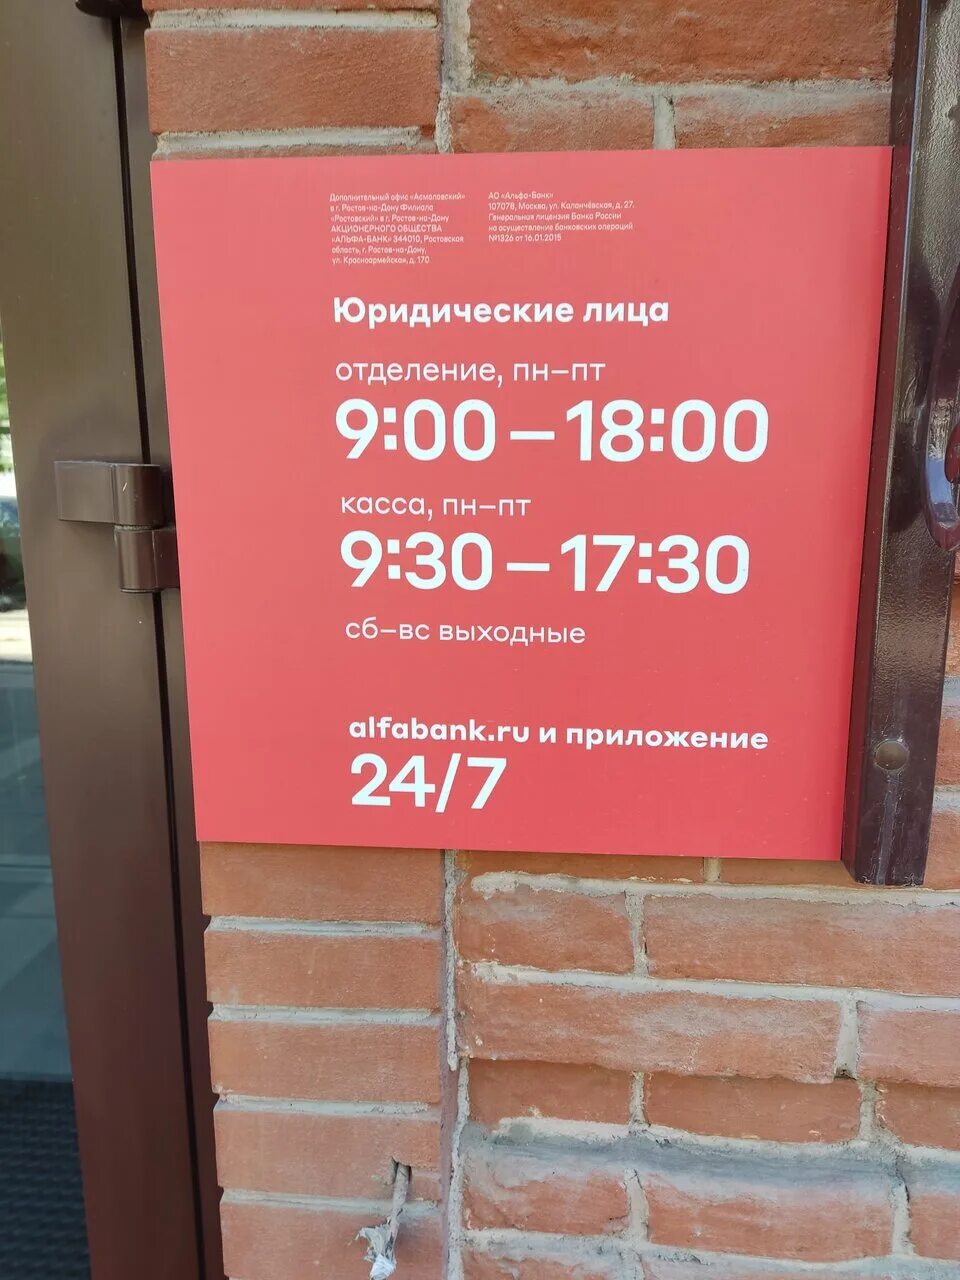 Дополнительный офис «Асмоловский»
в г. Ростов-на-Дону Филиала
«Ростовский» в г. Ростов-на-Дону
АКЦИОНЕРНОГО ОБЩЕСТВА
«АЛЬФА-БАНК» 344010, Ростовская
область, г. Ростов-на-Дону,
ул. Красноармейская, д. 170
АО «Альфа-Банк»
107078, Москва, ул. Каланчёвская, д. 27.
Генеральная лицензия Банка России
на осуществление банковских операций
№1326 от 16.01.2015
Юридические лица
отделение, пн–пт
9:00 – 18:00
касса, пн–пт
9:30 – 17:30
сб–вс выходные
alfabank.ru и приложение
24/7